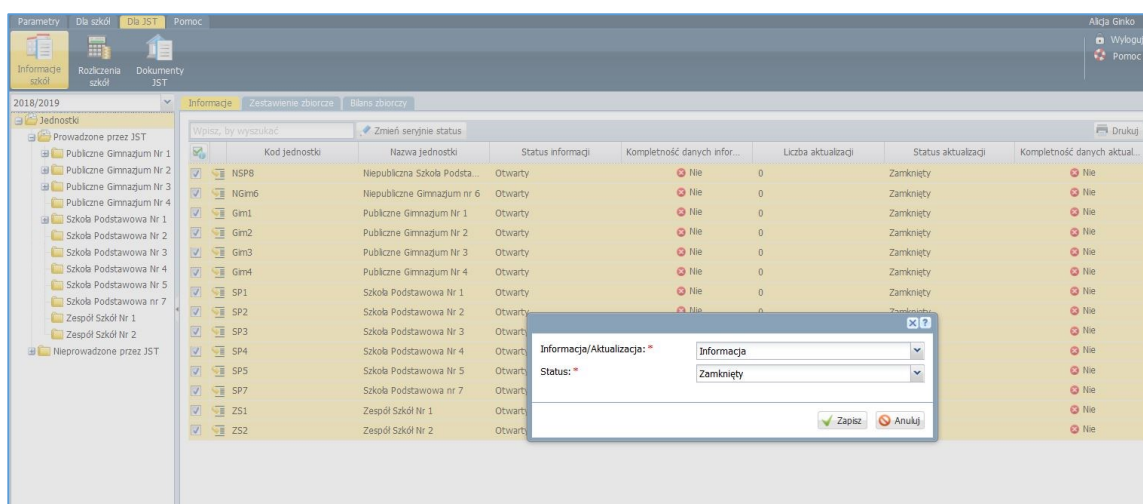 Parametry Dla szkół Dla JST Pomoc Alicja Ginko
Informacje szkół
Rozliczenia szkół
Dokumenty JST
Wyloguj
Pomoc
2018/2019
Informacje Zestawienie zbiorcze Bilans zbiorczy
Jednostki
Prowadzone przez JST
Publiczne Gimnazjum Nr 1
Publiczne Gimnazjum Nr 2
Publiczne Gimnazjum Nr 3
Publiczne Gimnazjum Nr 4
Szkoła Podstawowa Nr 1
Szkoła Podstawowa Nr 2
Szkoła Podstawowa Nr 3
Szkoła Podstawowa Nr 4
Szkoła Podstawowa Nr 5
Szkoła Podstawowa nr 7
Zespół Szkół Nr 1
Zespół Szkół Nr 2
Nieprowadzone przez JST
Wpisz, by wyszukać Zmień seryjnie status Drukuj
Kod jednostki Nazwa jednostki Status informacji Kompletność danych infor... Liczba aktualizacji Status aktualizacji Kompletność danych aktual...
NSP8 Niepubliczna Szkoła Podsta... Otwarty Nie 0 Zamknięty Nie
NGim6 Niepubliczne Gimnazjum nr 6 Otwarty Nie 0 Zamknięty Nie
Gim1 Publiczne Gimnazjum Nr 1 Otwarty Nie 0 Zamknięty Nie
Gim2 Publiczne Gimnazjum Nr 2 Otwarty Nie 0 Zamknięty Nie
Gim3 Publiczne Gimnazjum Nr 3 Otwarty Nie 0 Zamknięty Nie
Gim4 Publiczne Gimnazjum Nr 4 Otwarty Nie 0 Zamknięty Nie
SP1 Szkoła Podstawowa Nr 1 Otwarty Nie 0 Zamknięty Nie
SP2 Szkoła Podstawowa Nr 2 Otwarty Nie 0 Zamknięty Nie
SP3 Szkoła Podstawowa Nr 3 Otwarty Nie
SP4 Szkoła Podstawowa Nr 4 Otwarty Nie
SP5 Szkoła Podstawowa Nr 5 Otwarty Nie
SP7 Szkoła Podstawowa nr 7 Otwarty Nie
ZS1 Zespół Szkół Nr 1 Otwarty Nie
ZS2 Zespół Szkół Nr 2 Otwarty Nie
Informacja/Aktualizacja: * Informacja
Status: * Zamknięty
Zapisz Anuluj